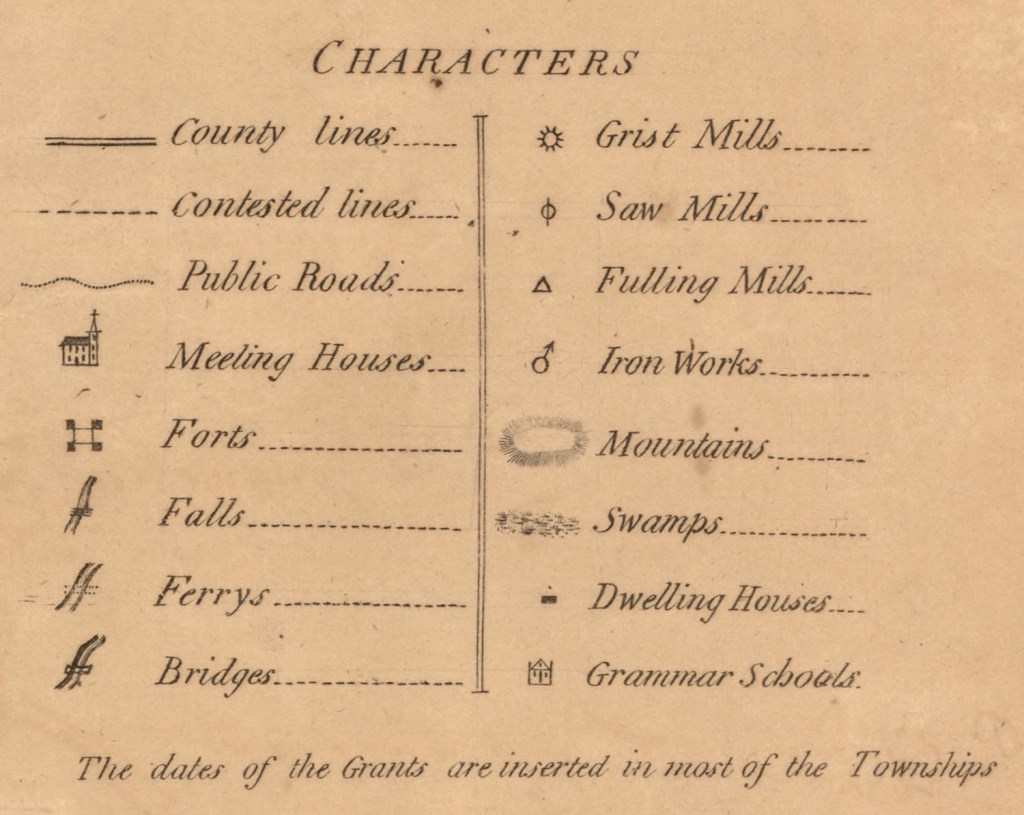 CHARACTERS
County lines
Contested lines
Public Roads
Meeting Houses
Forts
Falls
Ferrys
Bridges
Grist Mills
Saw Mills
Fulling Mills
Iron Works
Mountains
Swamps
Dwelling Houses
Grammar Schools.
The dates of the Grants are inserted in most of the Townships